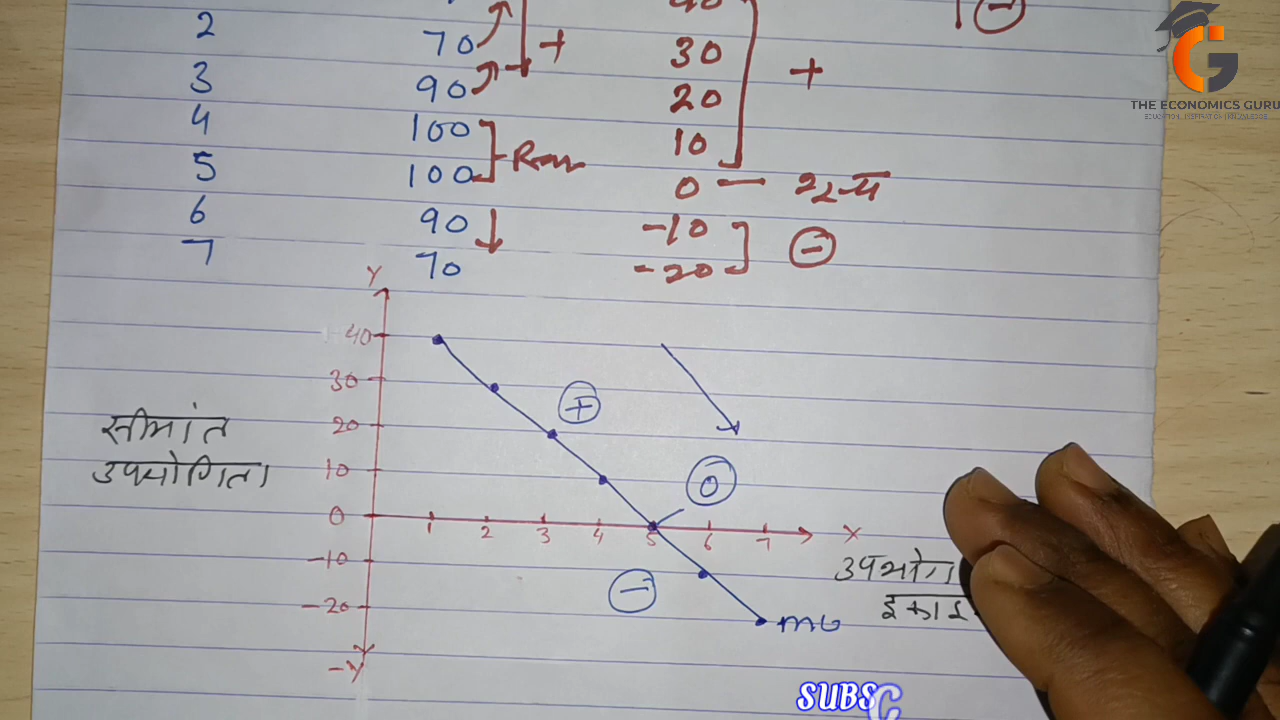 2 70 + 30 +
3 90 20
4 100 10
5 100 0 — शून्य
6 90 -10
7 70 -20
THE ECONOMICS GURU
Y
40
30 +
20
सीमांत
उपयोगिता
10 0
0 1 2 3 4 5 6 7 X
-10
उपभोग
-20
MU
-Y
SUBSC